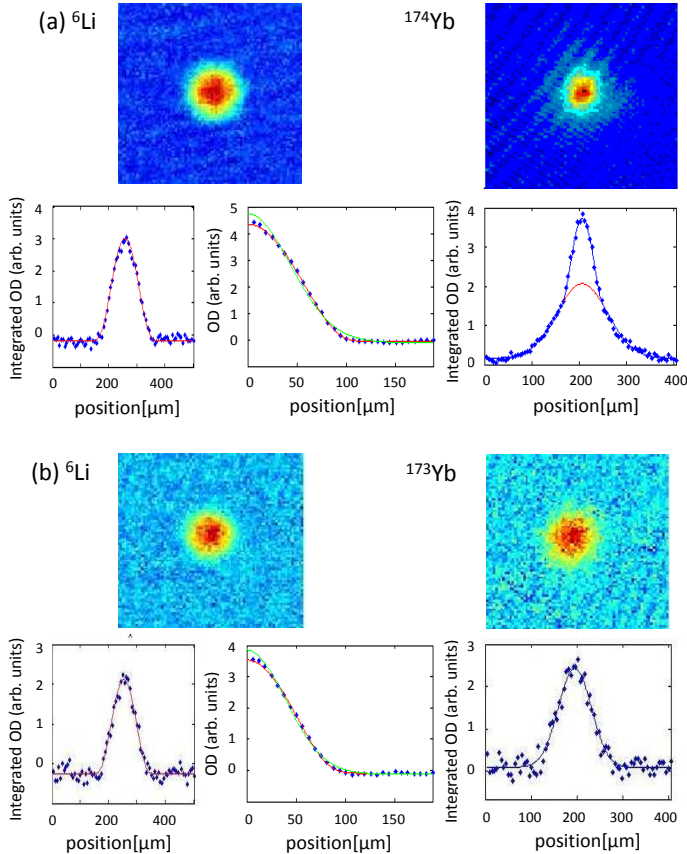 (a) ⁶Li
¹⁷⁴Yb
Integrated OD (arb. units)
4
3
2
1
0
0 200 400
position[μm]
OD (arb. units)
5
4
3
2
1
0
0 50 100 150
position[μm]
Integrated OD (arb. units)
4
3
2
1
0
0 100 200 300 400
position[μm]
(b) ⁶Li
¹⁷³Yb
Integrated OD (arb. units)
3
2
1
0
0 200 400
position[μm]
OD (arb. units)
4
3
2
1
0
0 50 100 150
position[μm]
Integrated OD (arb. units)
3
2
1
0
0 100 200 300 400
position[μm]